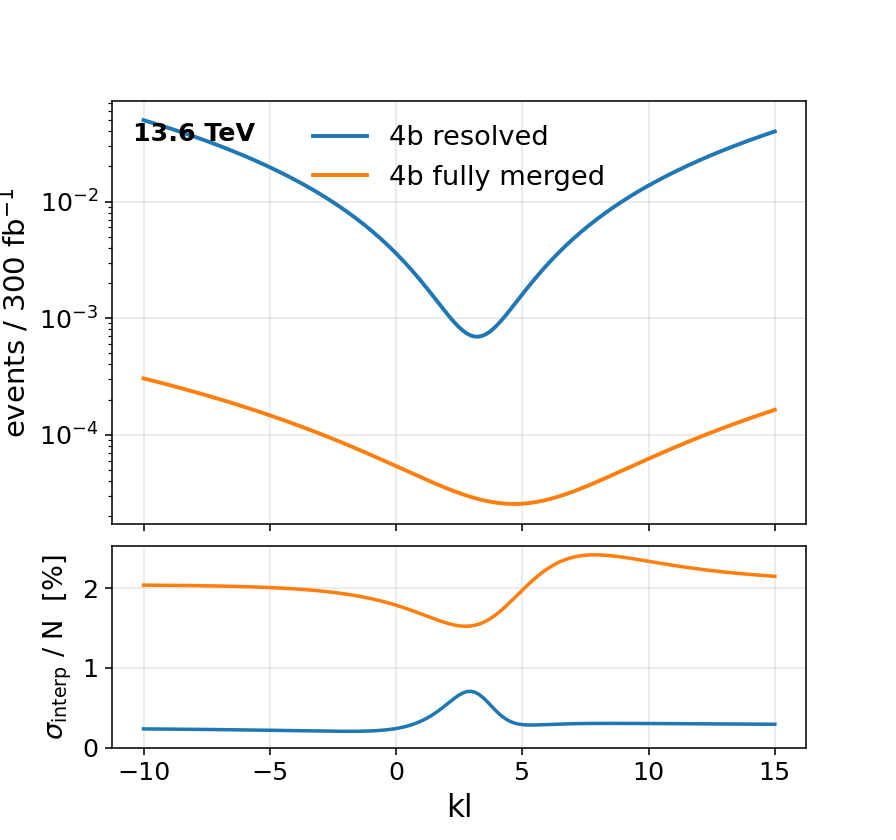 13.6 TeV
4b resolved
4b fully merged
events / 300 fb⁻¹
10⁻²
10⁻³
10⁻⁴
σinterp / N [%]
2
1
0
−10 −5 0 5 10 15
kl